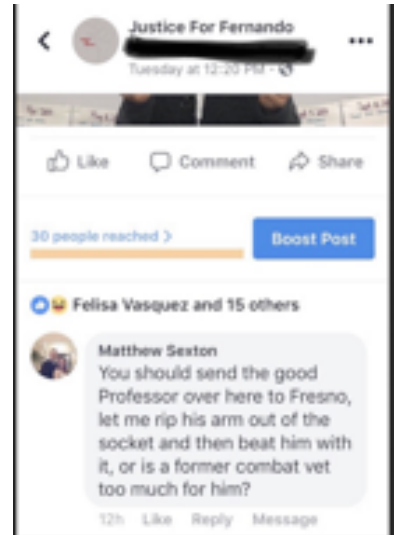 Justice For Fernando
Tuesday at 12:20 PM ·
Like Comment Share
30 people reached >
Boost Post
Felisa Vasquez and 15 others
Matthew Sexton
You should send the good
Professor over here to Fresno,
let me rip his arm out of the
socket and then beat him with
it, or is a former combat vet
too much for him?
12h Like Reply Message